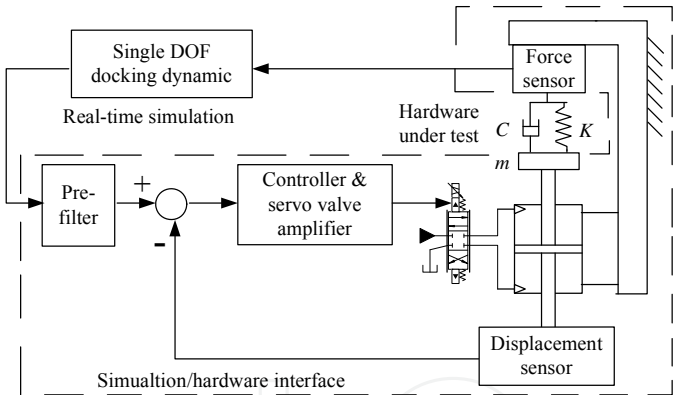 Single DOF
docking dynamic
Force
sensor
Real-time simulation
Hardware
under test
C
K
m
Pre-
filter
+
-
Controller &
servo valve
amplifier
Displacement
sensor
Simualtion/hardware interface